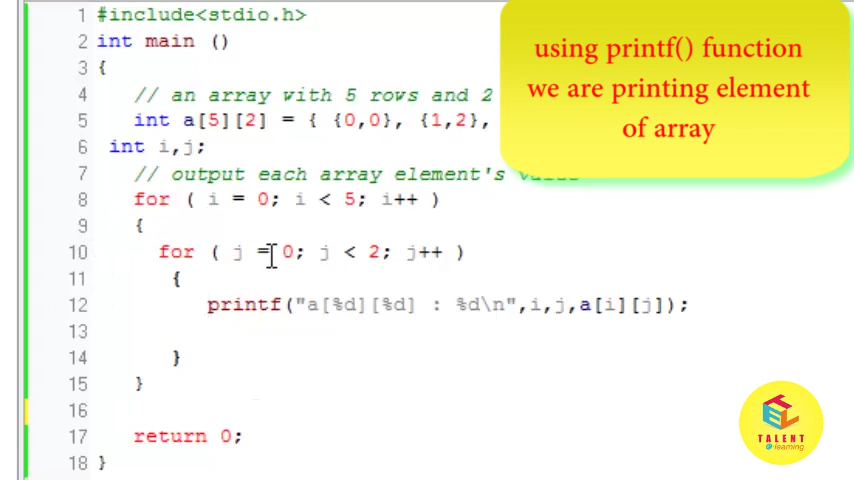 1 #include<stdio.h>
2 int main ()
3 {
4 // an array with 5 rows and 2
5 int a[5][2] = { {0,0}, {1,2},
6 int i,j;
7 // output each array element's value
8 for ( i = 0; i < 5; i++ )
9 {
10 for ( j = 0; j < 2; j++ )
11 {
12 printf("a[%d][%d] : %d\n",i,j,a[i][j]);
13
14 }
15 }
16
17 return 0;
18 }
using printf() function
we are printing element
of array
TEL
TALENT
e-learning